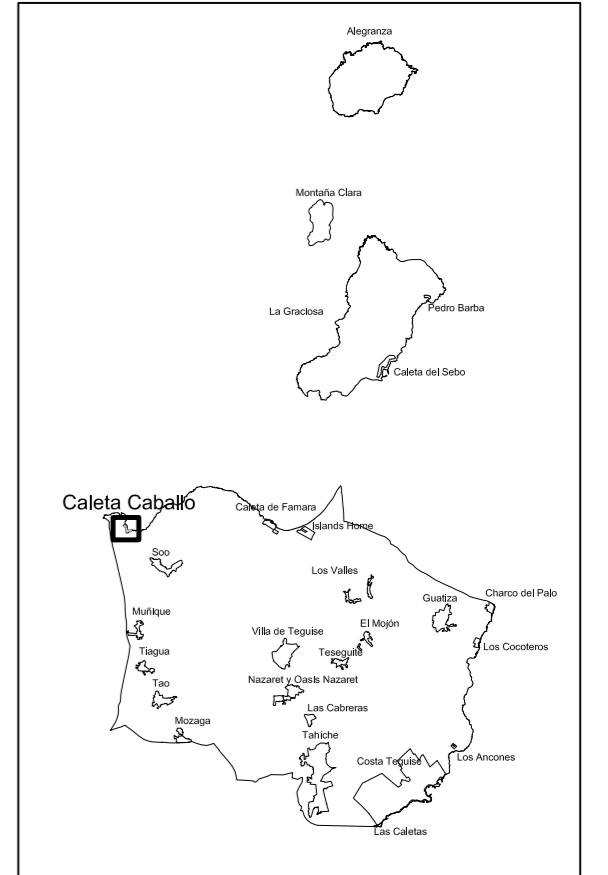 Alegranza
Montaña Clara
La Graciosa
Pedro Barba
Caleta del Sebo
Caleta Caballo
Caleta de Famara
Islands Home
Soo
Los Valles
Guatiza
Charco del Palo
Muñique
El Mojón
Villa de Teguise
Los Cocoteros
Tiagua
Teseguite
Nazaret y Oasis Nazaret
Tao
Las Cabreras
Mozaga
Tahiche
Costa Teguise
Los Ancones
Las Caletas